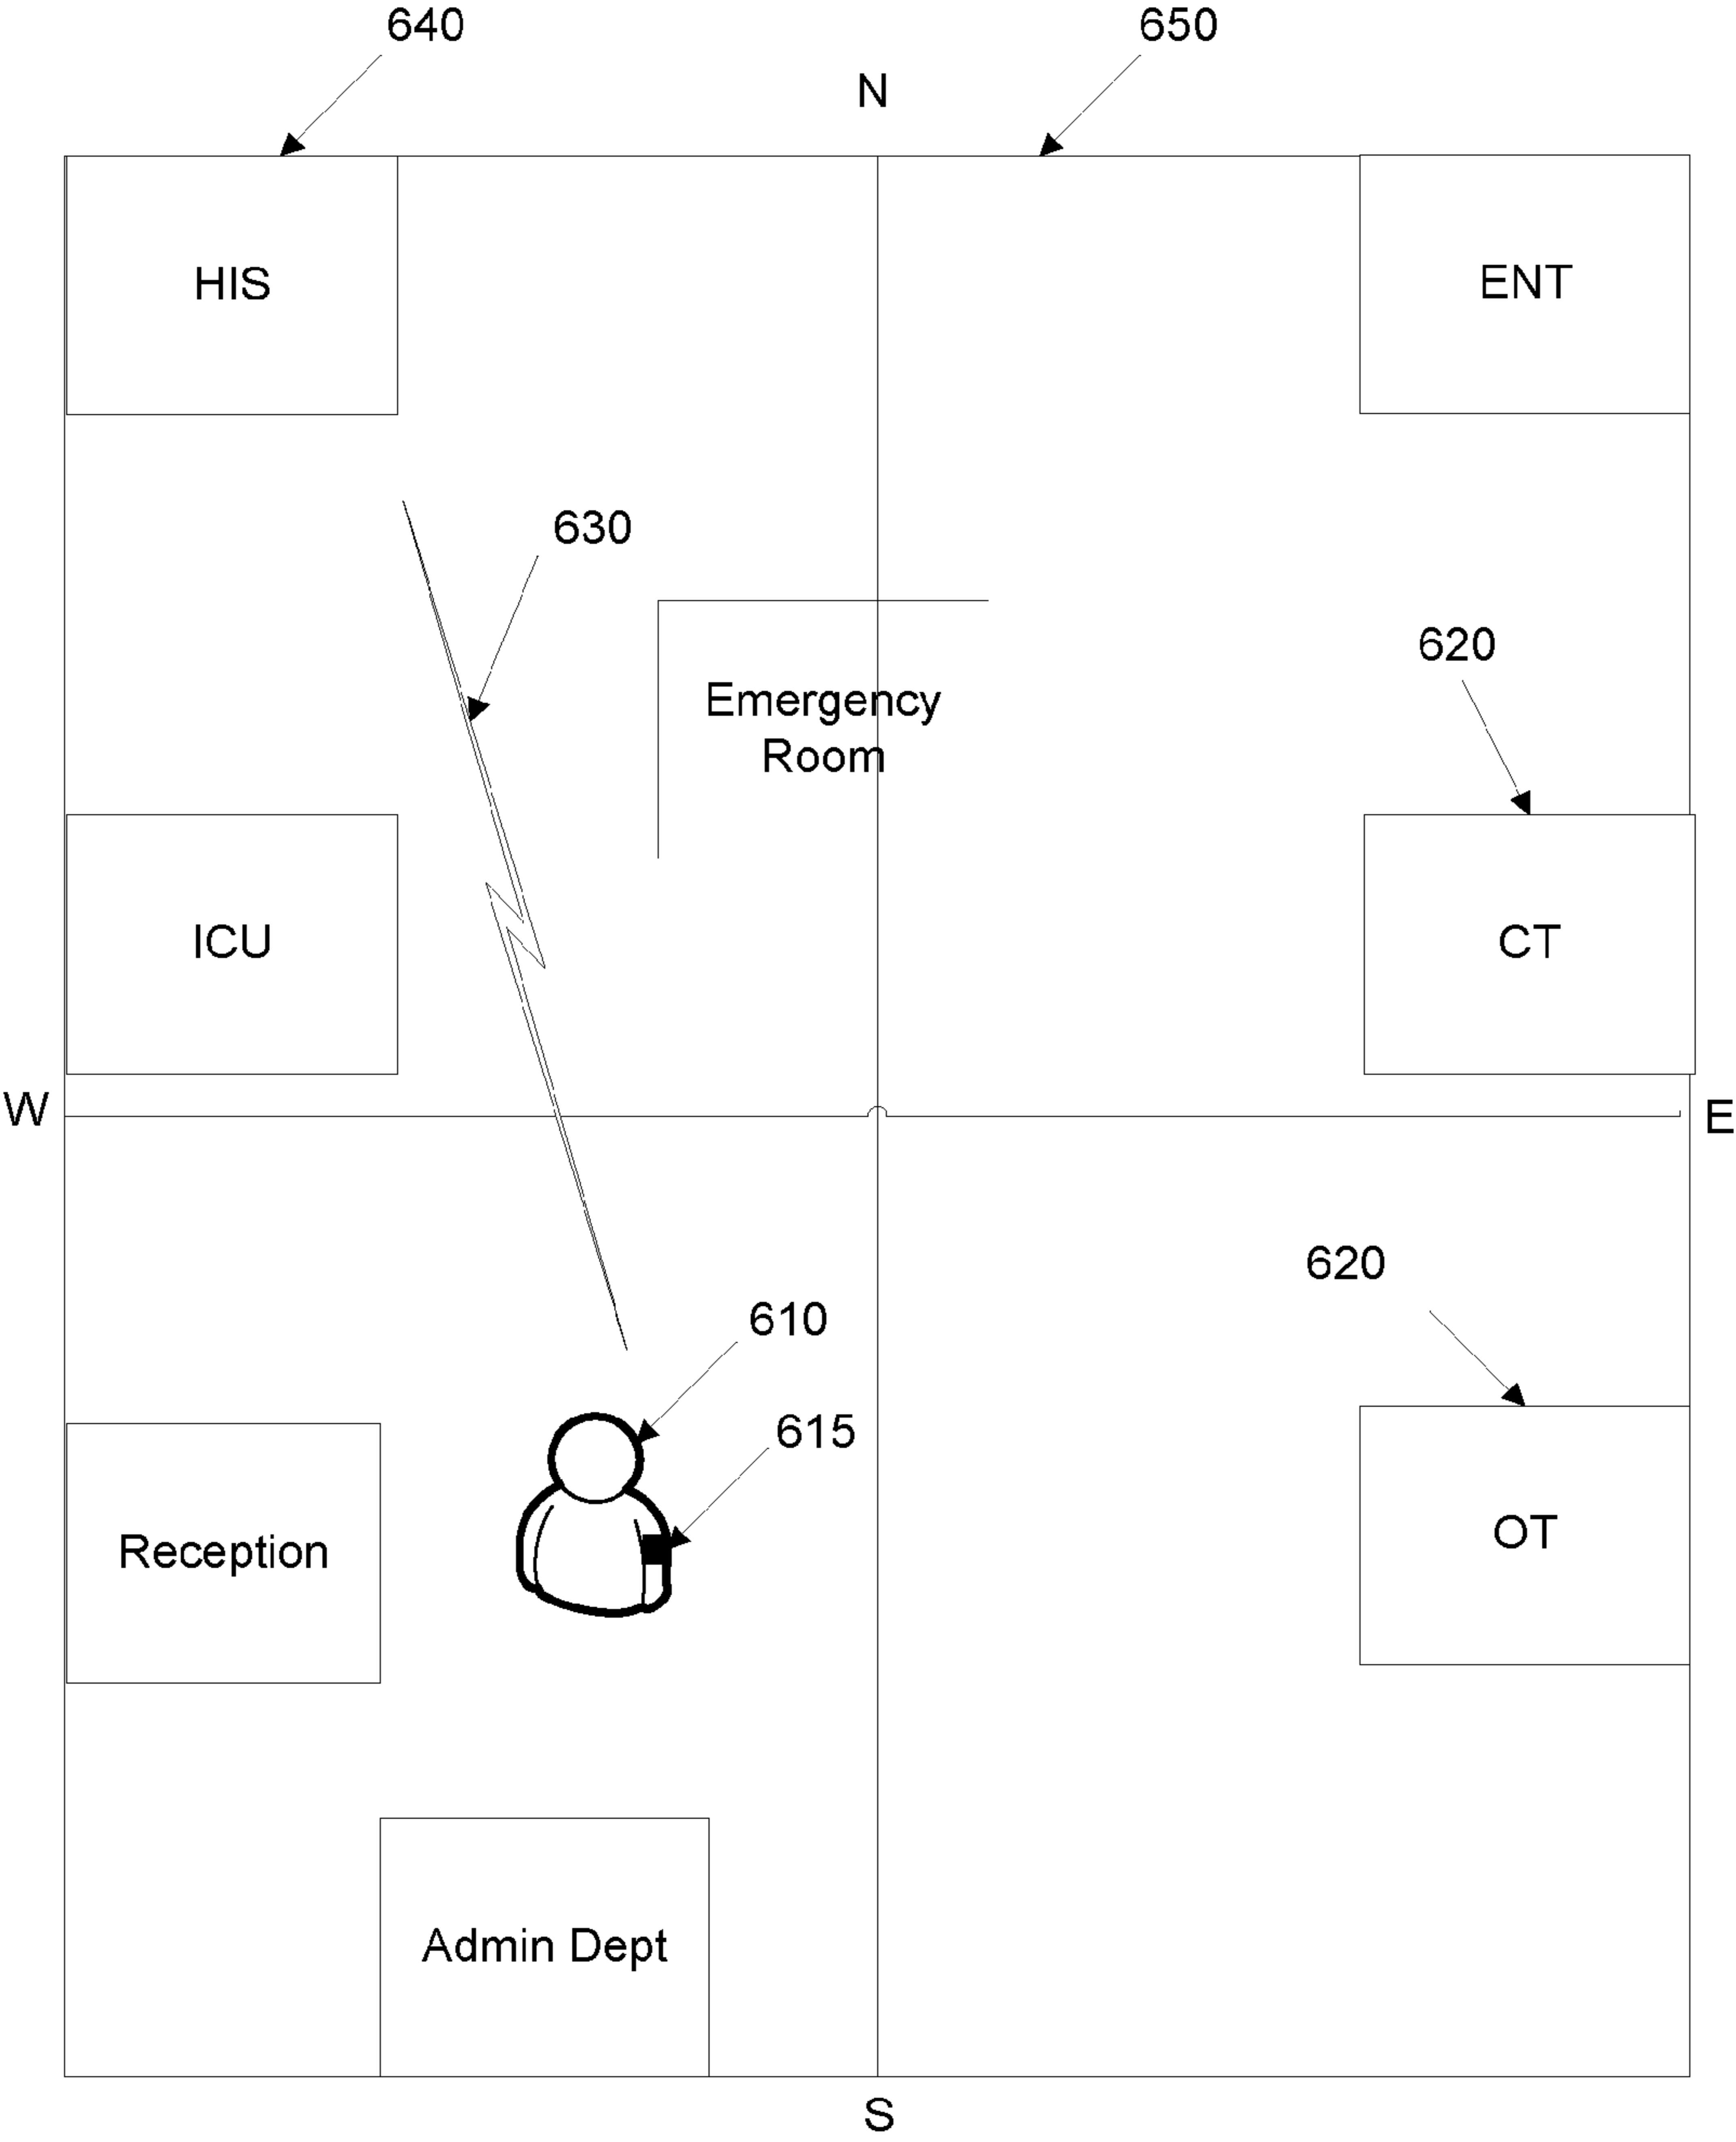 640
650
N
HIS
ENT
630
620
Emergency
Room
ICU
CT
W
E
620
610
615
Reception
OT
Admin Dept
S